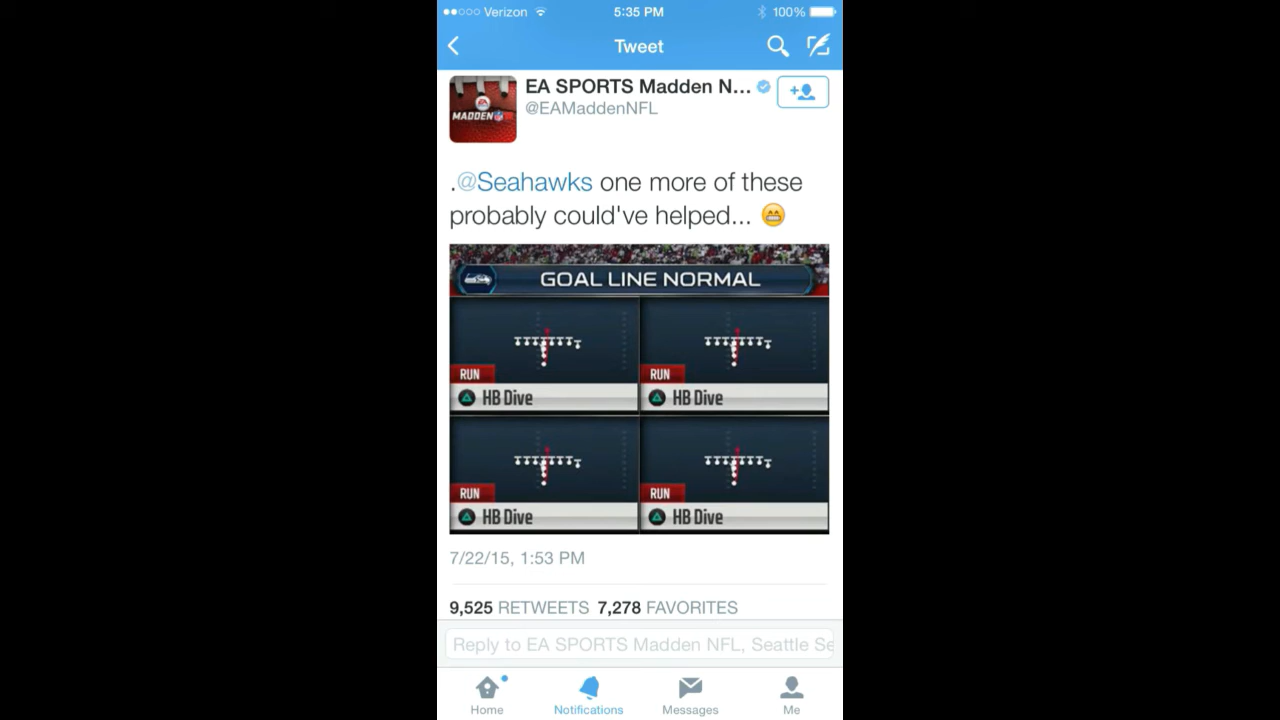 Verizon 5:35 PM 100%
Tweet
EA SPORTS Madden N...
@EAMaddenNFL
EA
MADDEN NFL
.@Seahawks one more of these
probably could've helped... 😁
GOAL LINE NORMAL
RUN RUN
HB Dive HB Dive
RUN RUN
HB Dive HB Dive
7/22/15, 1:53 PM
9,525 RETWEETS 7,278 FAVORITES
Reply to EA SPORTS Madden NFL, Seattle Se
Home Notifications Messages Me